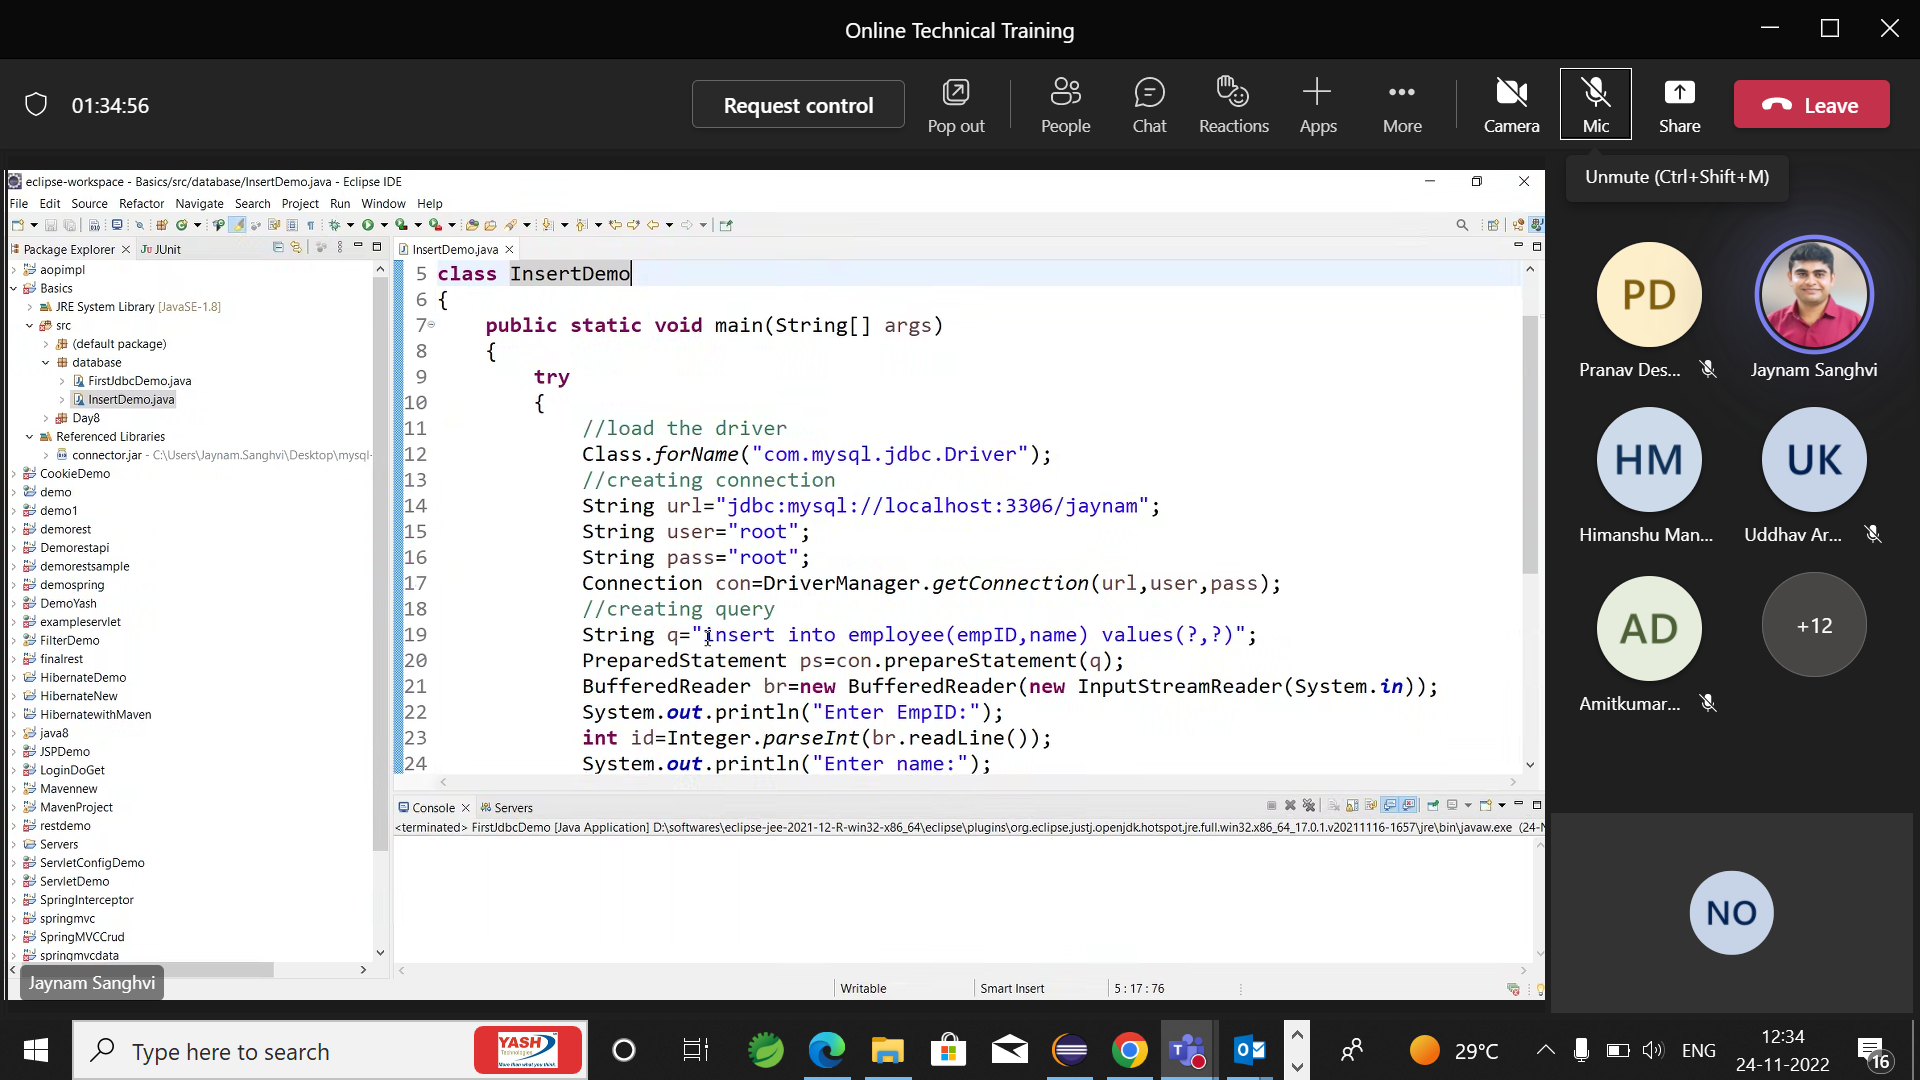 Online Technical Training
01:34:56
Request control
Pop out
People
Chat
Reactions
Apps
More
Camera
Mic
Share
Leave
Unmute (Ctrl+Shift+M)
eclipse-workspace - Basics/src/database/InsertDemo.java - Eclipse IDE
File Edit Source Refactor Navigate Search Project Run Window Help
Package Explorer
JUnit
aopimpl
Basics
JRE System Library [JavaSE-1.8]
src
(default package)
database
FirstJdbcDemo.java
InsertDemo.java
Day8
Referenced Libraries
connector.jar - C:\Users\Jaynam.Sanghvi\Desktop\mysql-
CookieDemo
demo
demo1
demorest
Demorestapi
demorestsample
demospring
DemoYash
exampleservlet
FilterDemo
finalrest
HibernateDemo
HibernateNew
HibernatewithMaven
java8
JSPDemo
LoginDoGet
Mavennew
MavenProject
restdemo
Servers
ServletConfigDemo
ServletDemo
SpringInterceptor
springmvc
SpringMVCCrud
springmvcdata
Jaynam Sanghvi
InsertDemo.java
5 class InsertDemo
6 {
7 public static void main(String[] args)
8 {
9 try
10 {
11 //load the driver
12 Class.forName("com.mysql.jdbc.Driver");
13 //creating connection
14 String url="jdbc:mysql://localhost:3306/jaynam";
15 String user="root";
16 String pass="root";
17 Connection con=DriverManager.getConnection(url,user,pass);
18 //creating query
19 String q="insert into employee(empID,name) values(?,?)";
20 PreparedStatement ps=con.prepareStatement(q);
21 BufferedReader br=new BufferedReader(new InputStreamReader(System.in));
22 System.out.println("Enter EmpID:");
23 int id=Integer.parseInt(br.readLine());
24 System.out.println("Enter name:");
Console
Servers
<terminated> FirstJdbcDemo [Java Application] D:\softwares\eclipse-jee-2021-12-R-win32-x86_64\eclipse\plugins\org.eclipse.justj.openjdk.hotspot.jre.full.win32.x86_64_17.0.1.v20211116-1657\jre\bin\javaw.exe (24-N
Writable
Smart Insert
5 : 17 : 76
PD
Pranav Des...
Jaynam Sanghvi
HM
Himanshu Man...
UK
Uddhav Ar...
AD
Amitkumar...
+12
NO
Type here to search
YASH
Technologies
More than what you think.
29°C
ENG
12:34
24-11-2022
16